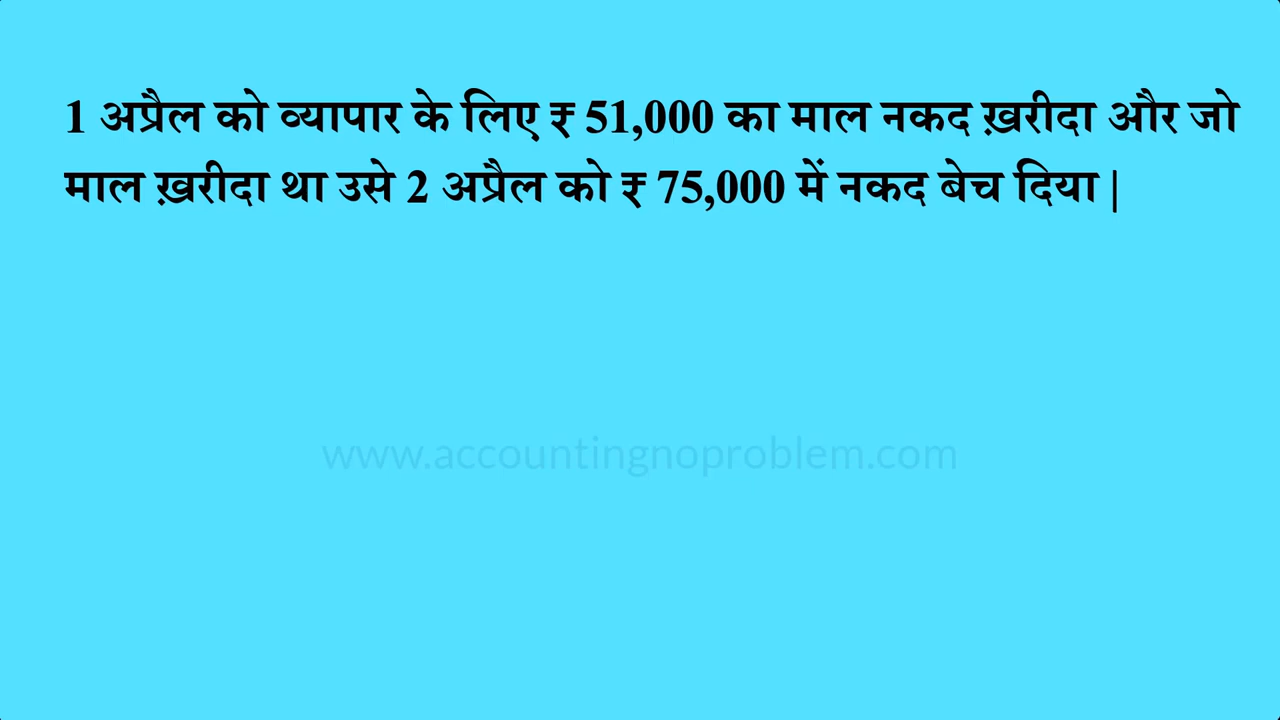 1 अप्रैल को व्यापार के लिए ₹ 51,000 का माल नकद ख़रीदा और जो
माल ख़रीदा था उसे 2 अप्रैल को ₹ 75,000 में नकद बेच दिया |
www.accountingnoproblem.com